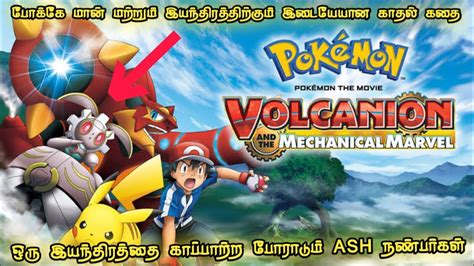 போக்கே மான் மற்றும் இயந்திரத்திற்கும் இடையேயான காதல் கதை
POKéMON
POKÉMON THE MOVIE
VOLCANION
AND THE MECHANICAL MARVEL
ஒரு இயந்திரத்தை காப்பாற்ற போராடும் ASH நண்பர்கள்